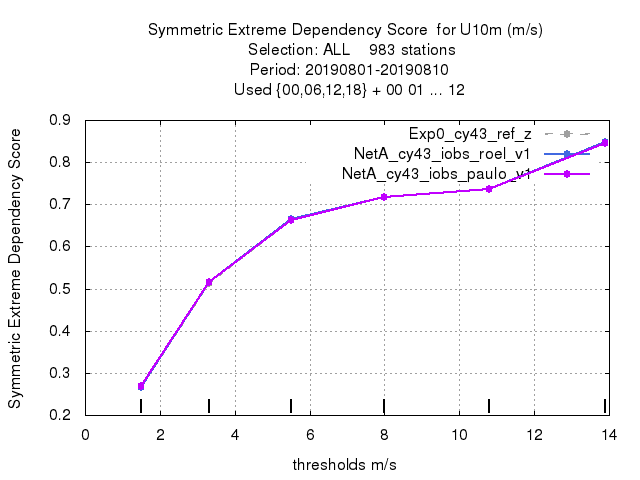 Symmetric Extreme Dependency Score for U10m (m/s)
Selection: ALL 983 stations
Period: 20190801-20190810
Used {00,06,12,18} + 00 01 ... 12
Exp0_cy43_ref_z
NetA_cy43_iobs_roel_v1
NetA_cy43_iobs_paulo_v1
Symmetric Extreme Dependency Score
0.9
0.8
0.7
0.6
0.5
0.4
0.3
0.2
0 2 4 6 8 10 12 14
thresholds m/s